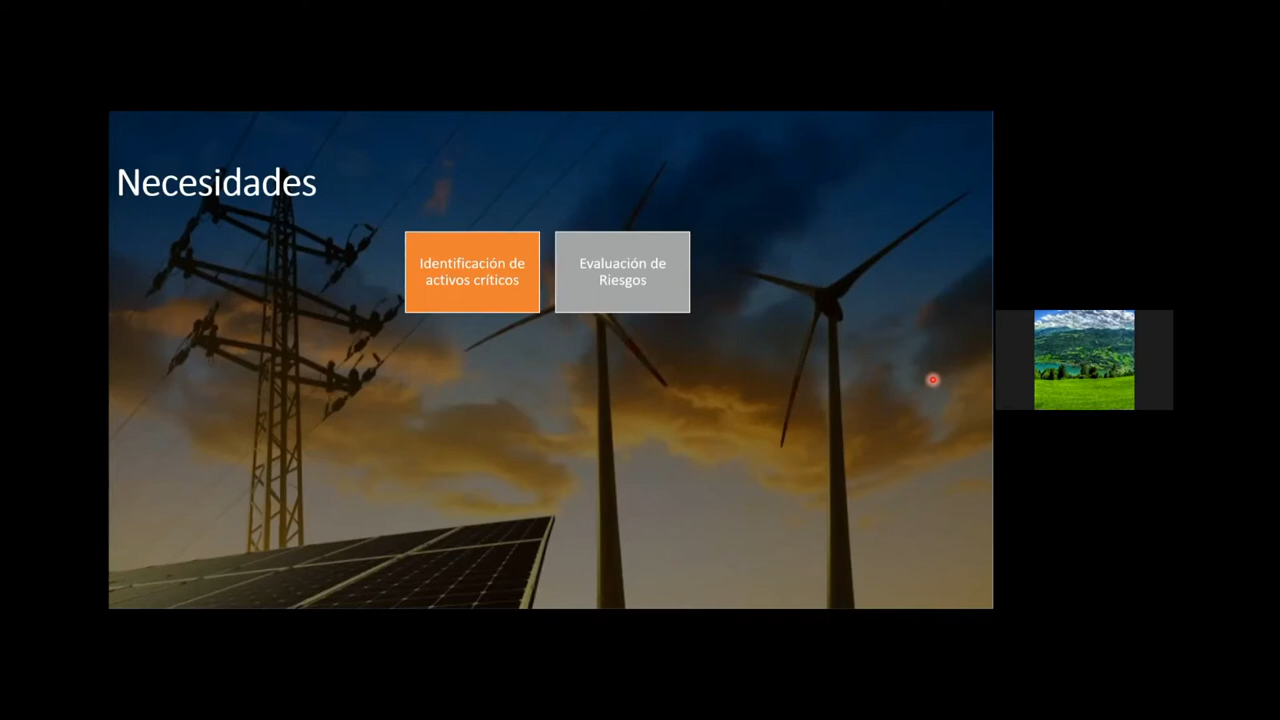 Necesidades
Identificación de
activos críticos
Evaluación de
Riesgos